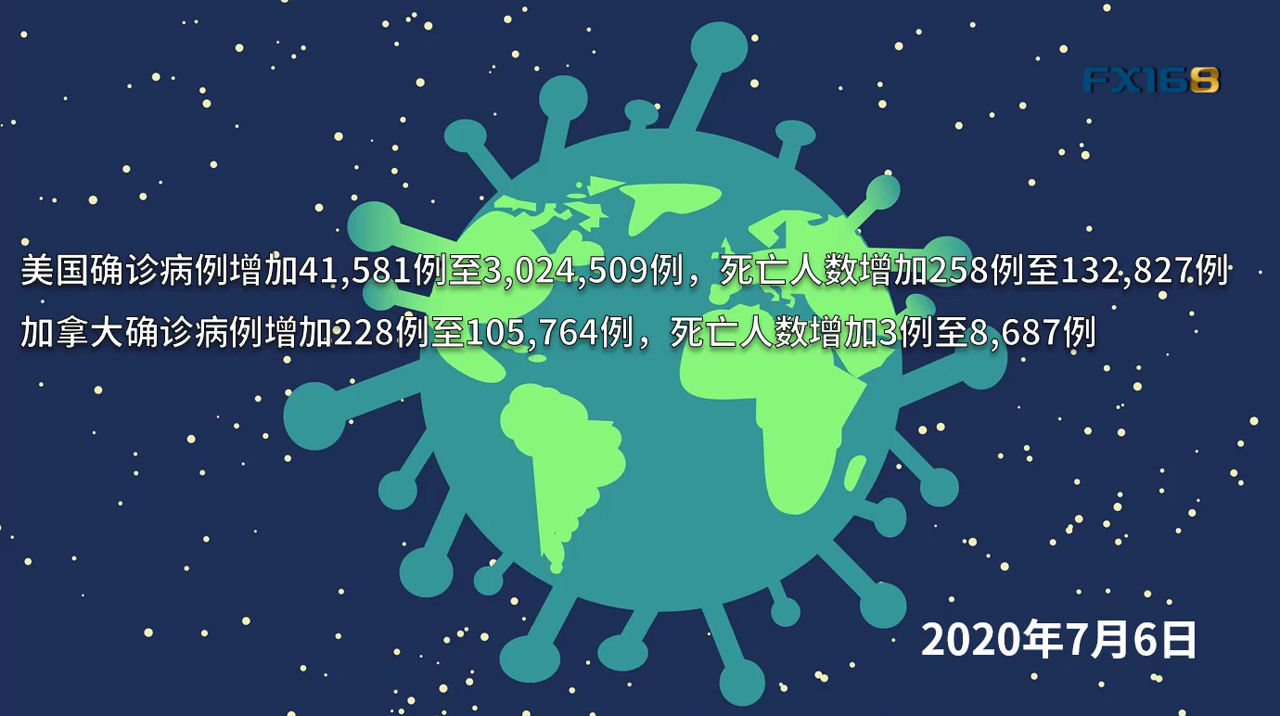 FX168
美国确诊病例增加41,581例至3,024,509例，死亡人数增加258例至132,827例
加拿大确诊病例增加228例至105,764例，死亡人数增加3例至8,687例
2020年7月6日